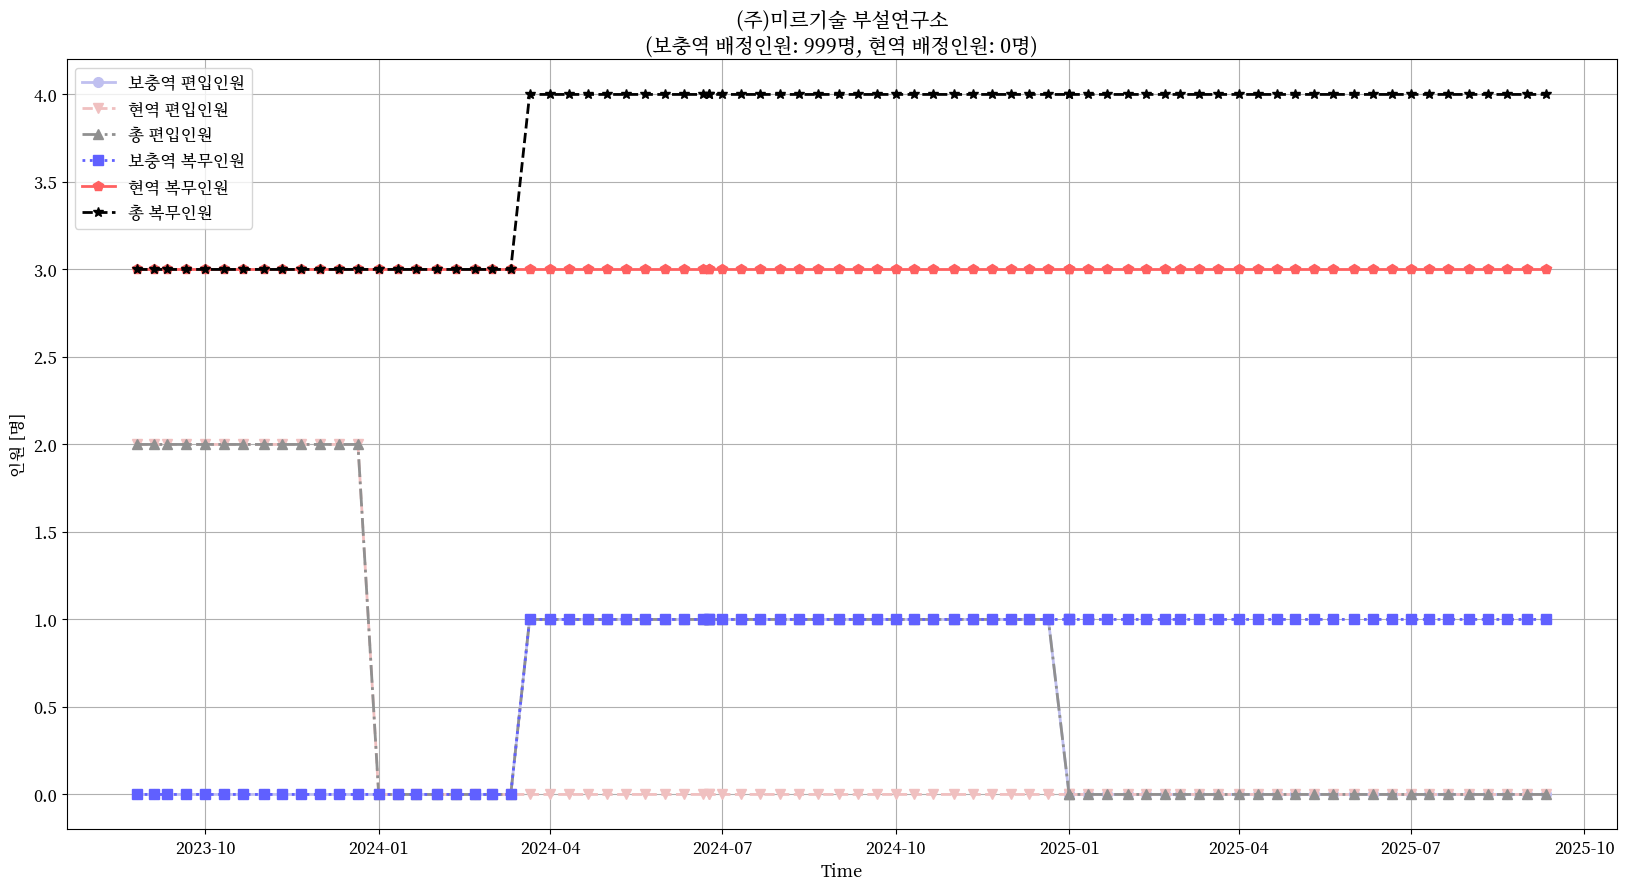 (주)미르기술 부설연구소
(보충역 배정인원: 999명, 현역 배정인원: 0명)
보충역 편입인원
현역 편입인원
총 편입인원
보충역 복무인원
현역 복무인원
총 복무인원
4.0
3.5
3.0
2.5
2.0
1.5
1.0
0.5
0.0
인원 [명]
2023-10 2024-01 2024-04 2024-07 2024-10 2025-01 2025-04 2025-07 2025-10
Time